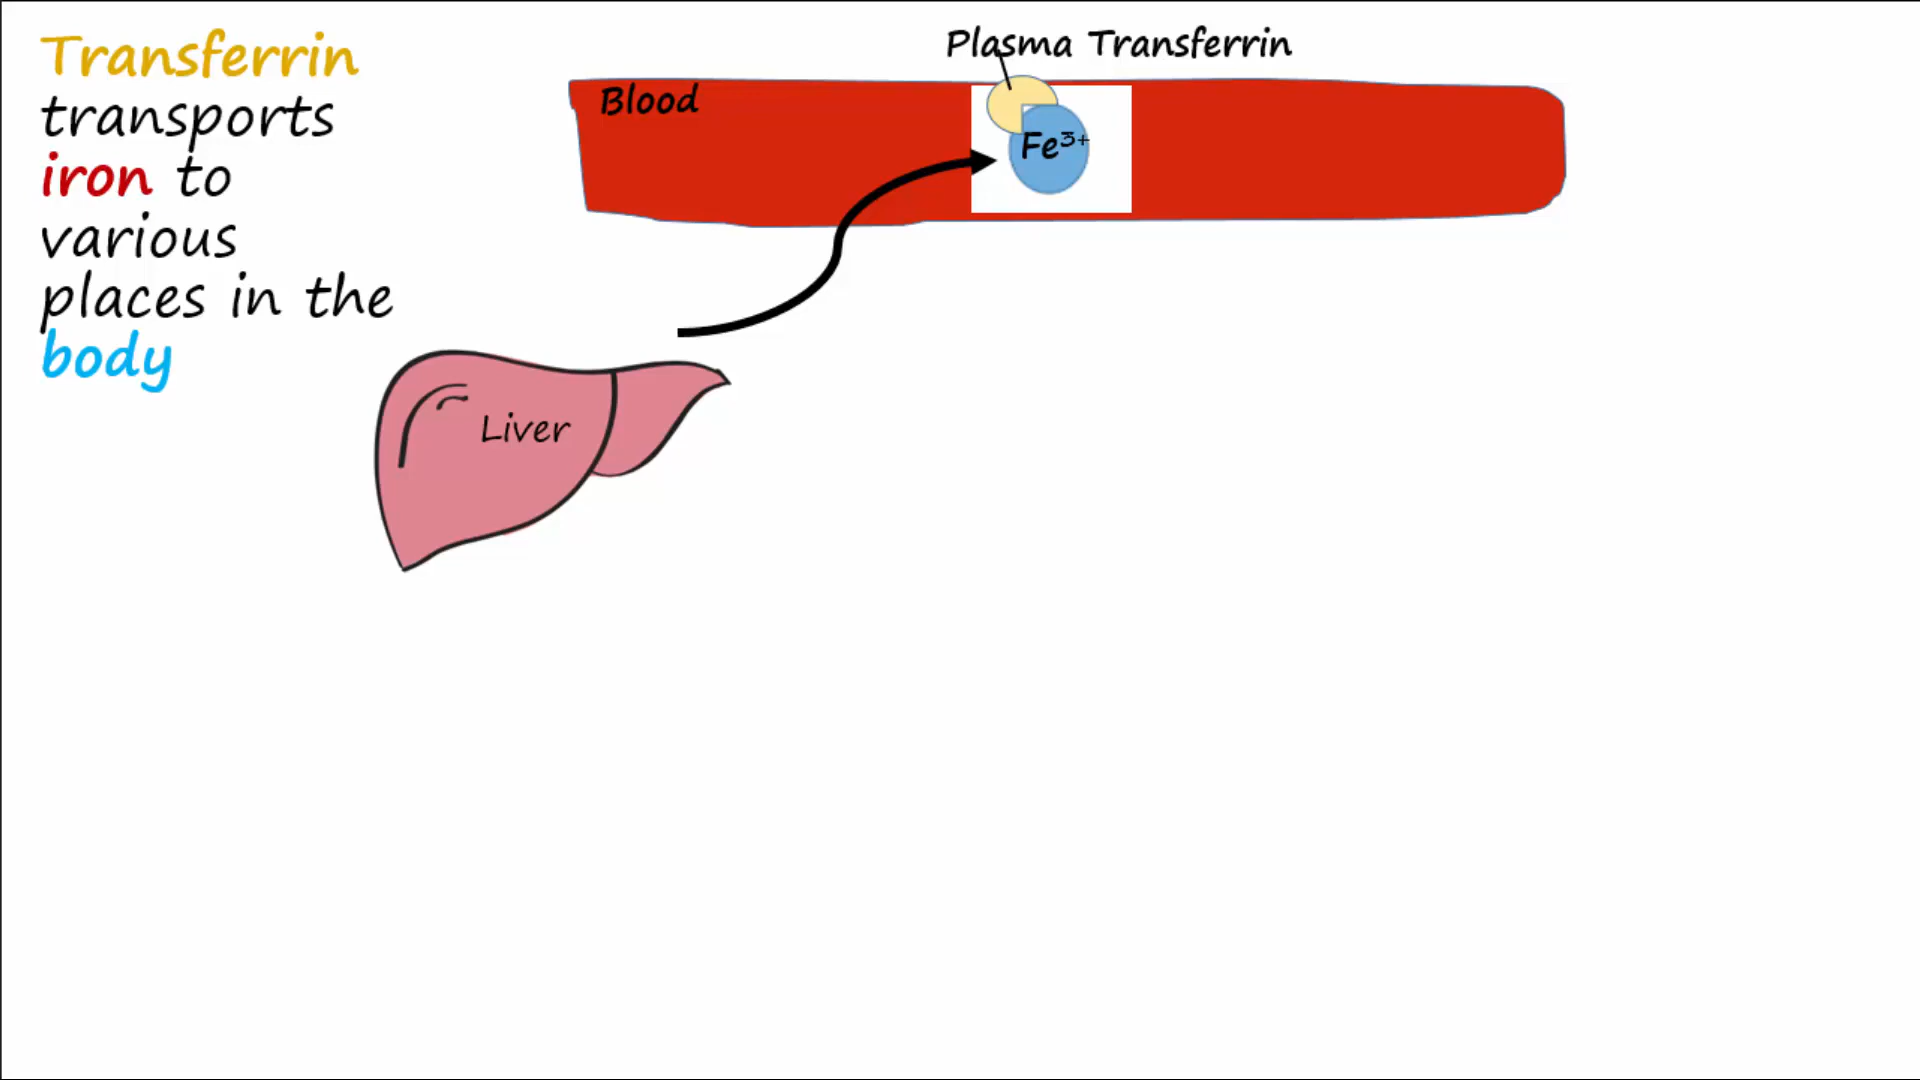 Transferrin
transports
iron to
various
places in the
body
Plasma Transferrin
Blood
Fe³⁺
Liver